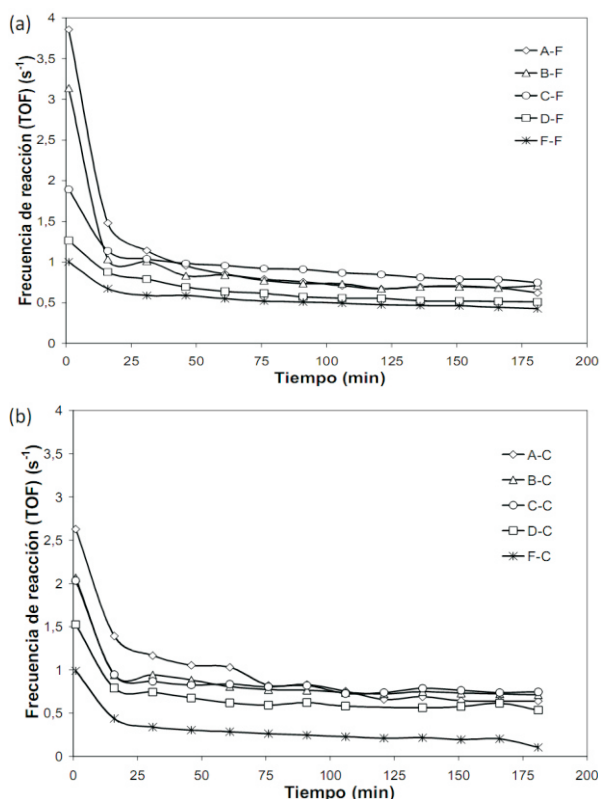 (a)
Frecuencia de reacción (TOF) (s-1)
4
3,5
3
2,5
2
1,5
1
0,5
0
A-F
B-F
C-F
D-F
F-F
0 25 50 75 100 125 150 175 200
Tiempo (min)
(b)
Frecuencia de reacción (TOF) (s-1)
4
3,5
3
2,5
2
1,5
1
0,5
0
A-C
B-C
C-C
D-C
F-C
0 25 50 75 100 125 150 175 200
Tiempo (min)